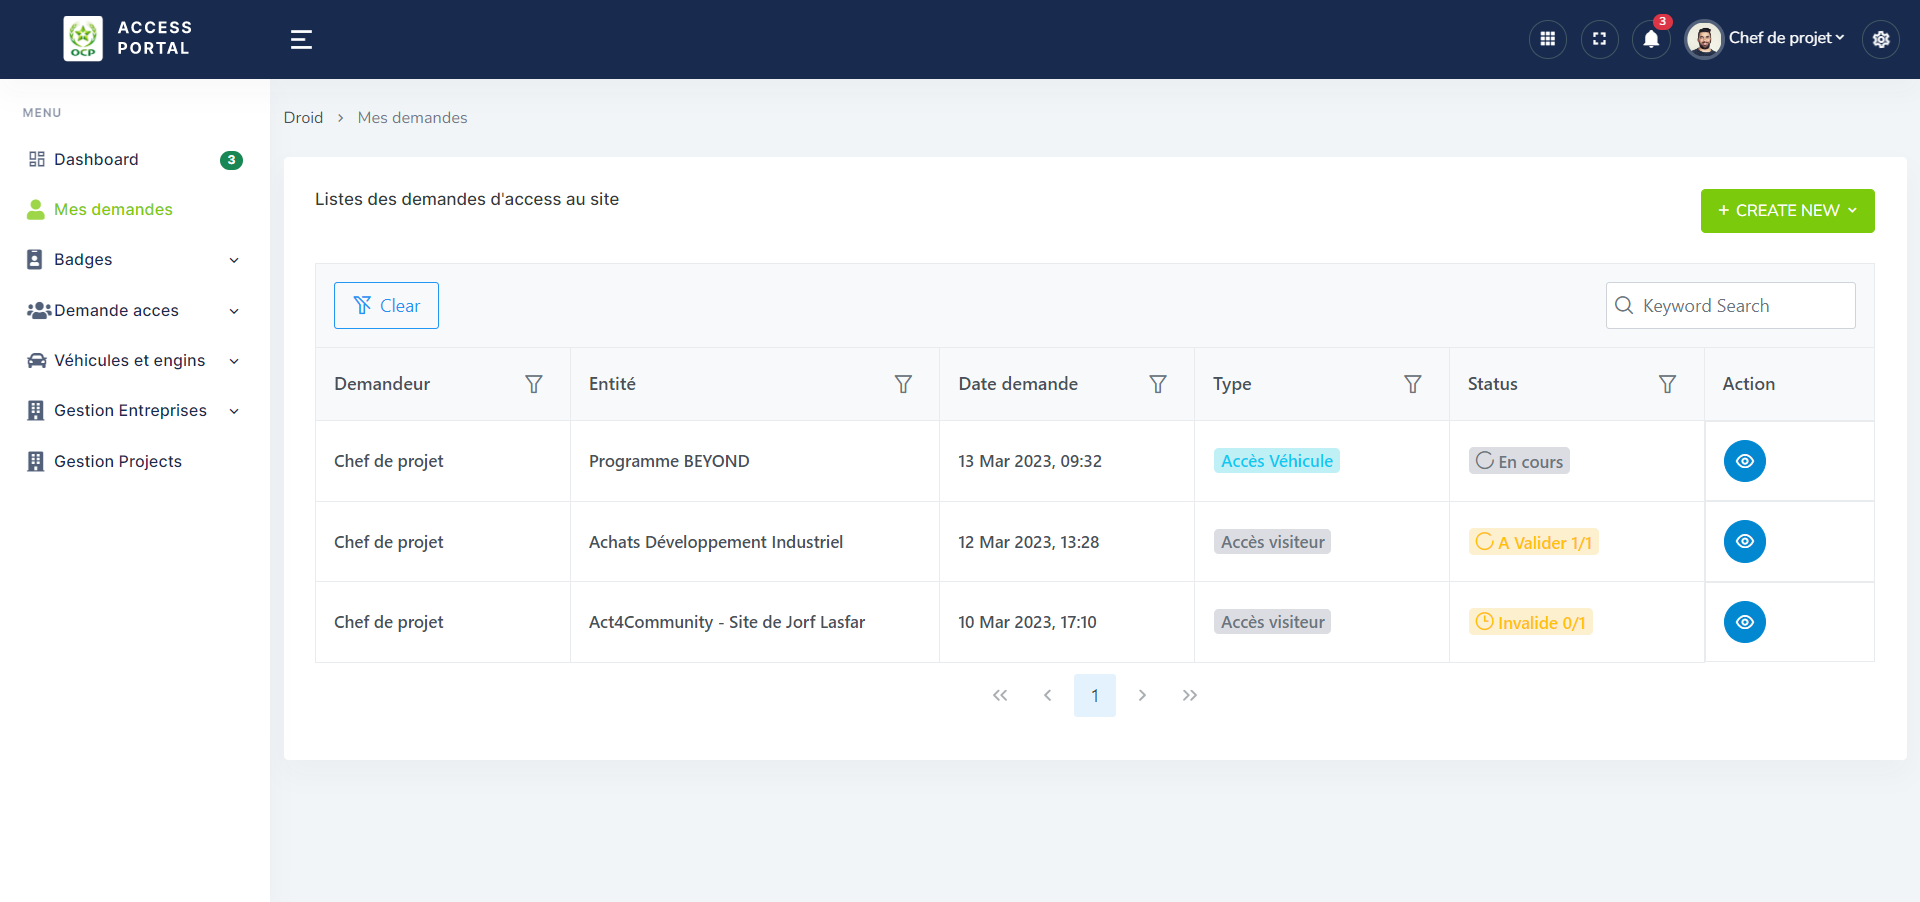 OCP
ACCESS
PORTAL
3
Chef de projet
MENU
Dashboard
3
Mes demandes
Badges
Demande acces
Véhicules et engins
Gestion Entreprises
Gestion Projects
Droid > Mes demandes
Listes des demandes d'access au site
+ CREATE NEW
Clear
Keyword Search
Demandeur Entité Date demande Type Status Action
Chef de projet Programme BEYOND 13 Mar 2023, 09:32 Accès Véhicule En cours
Chef de projet Achats Développement Industriel 12 Mar 2023, 13:28 Accès visiteur A Valider 1/1
Chef de projet Act4Community - Site de Jorf Lasfar 10 Mar 2023, 17:10 Accès visiteur Invalide 0/1
1